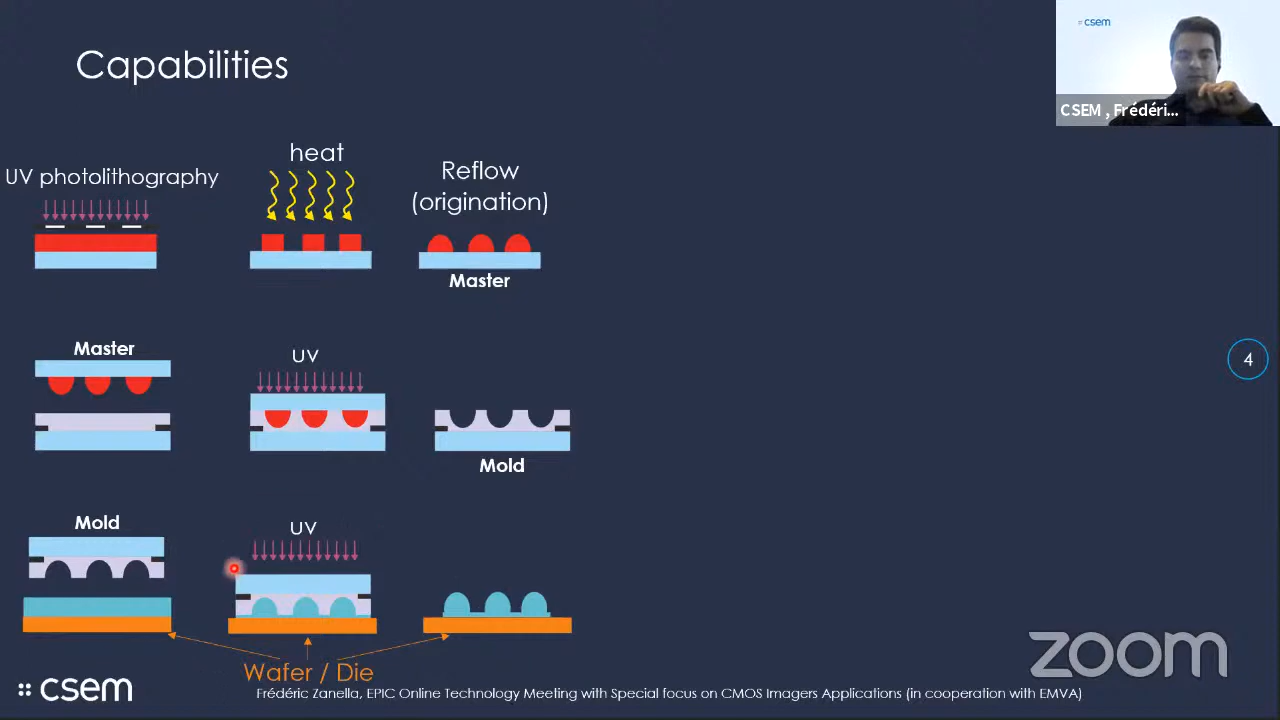 Capabilities
csem
CSEM , Frédéri...
UV photolithography
heat
Reflow
(origination)
Master
Master
UV
Mold
4
Mold
UV
Wafer / Die
csem
Frédéric Zanella, EPIC Online Technology Meeting with Special focus on CMOS Imagers Applications (in cooperation with EMVA)
zoom